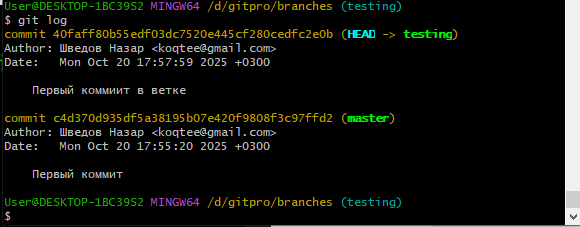 User@DESKTOP-1BC39S2 MINGW64 /d/gitpro/branches (testing)
$ git log
commit 40faff80b55edf03dc7520e445cf280cedfc2e0b (HEAD -> testing)
Author: Шведов Назар <koqtee@gmail.com>
Date:   Mon Oct 20 17:57:59 2025 +0300
    Первый коммиит в ветке
commit c4d370d935df5a38195b07e420f9808f3c97ffd2 (master)
Author: Шведов Назар <koqtee@gmail.com>
Date:   Mon Oct 20 17:55:20 2025 +0300
    Первый коммит
User@DESKTOP-1BC39S2 MINGW64 /d/gitpro/branches (testing)
$